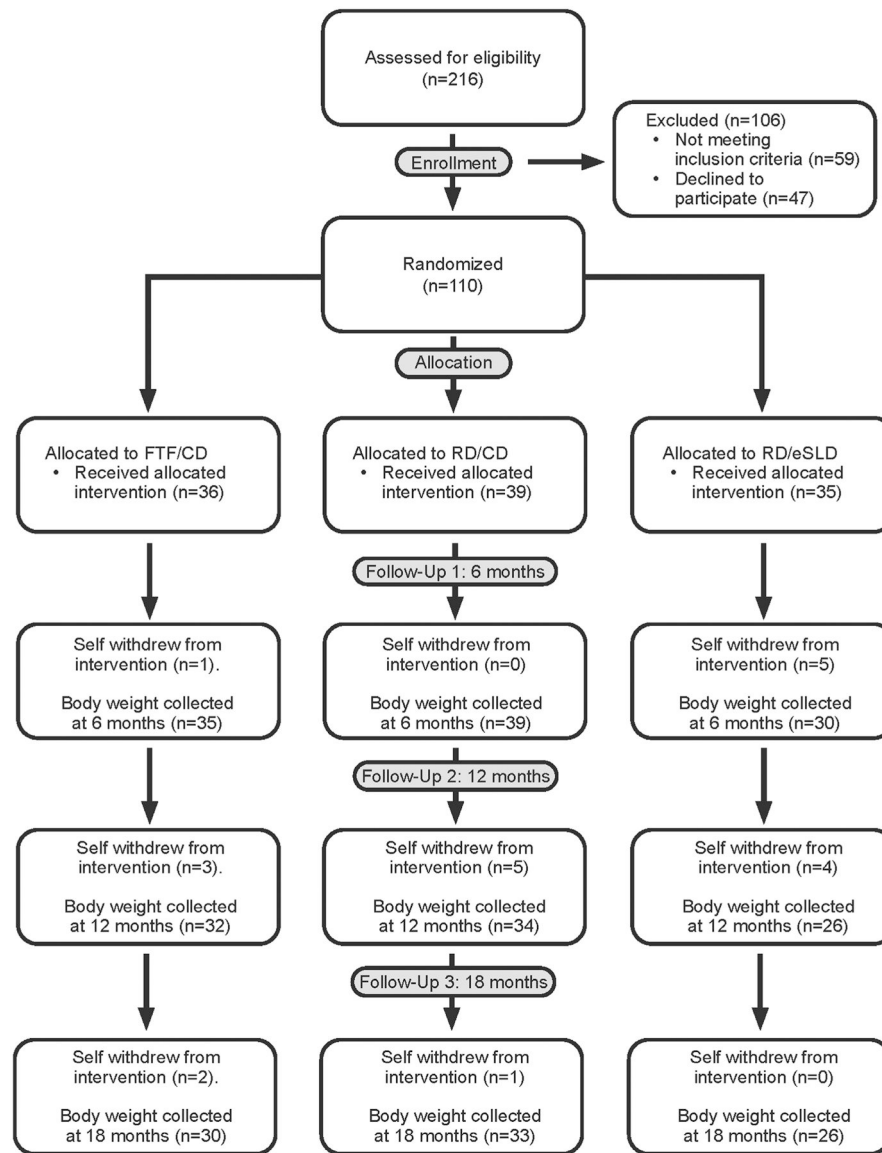 Assessed for eligibility
(n=216)
Enrollment
Excluded (n=106)
• Not meeting
inclusion criteria (n=59)
• Declined to
participate (n=47)
Randomized
(n=110)
Allocation
Allocated to FTF/CD
• Received allocated
intervention (n=36)
Allocated to RD/CD
• Received allocated
intervention (n=39)
Allocated to RD/eSLD
• Received allocated
intervention (n=35)
Follow-Up 1: 6 months
Self withdrew from
intervention (n=1).
Body weight collected
at 6 months (n=35)
Self withdrew from
intervention (n=0)
Body weight collected
at 6 months (n=39)
Self withdrew from
intervention (n=5)
Body weight collected
at 6 months (n=30)
Follow-Up 2: 12 months
Self withdrew from
intervention (n=3).
Body weight collected
at 12 months (n=32)
Self withdrew from
intervention (n=5)
Body weight collected
at 12 months (n=34)
Self withdrew from
intervention (n=4)
Body weight collected
at 12 months (n=26)
Follow-Up 3: 18 months
Self withdrew from
intervention (n=2).
Body weight collected
at 18 months (n=30)
Self withdrew from
intervention (n=1)
Body weight collected
at 18 months (n=33)
Self withdrew from
intervention (n=0)
Body weight collected
at 18 months (n=26)